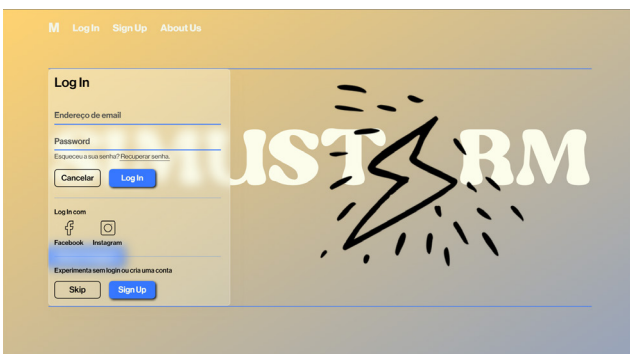 M Log In Sign Up About Us
Log In
Endereço de email
Password
Esqueceu a sua senha? Recuperar senha.
Cancelar Log In
Log In com
Facebook Instagram
Experimenta sem login ou cria uma conta
Skip Sign Up